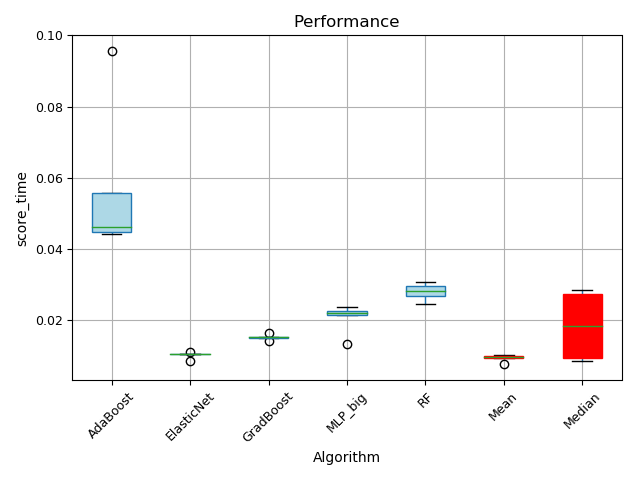 Performance
0.10
0.08
0.06
0.04
0.02
score_time
AdaBoost
ElasticNet
GradBoost
MLP_big
RF
Mean
Median
Algorithm